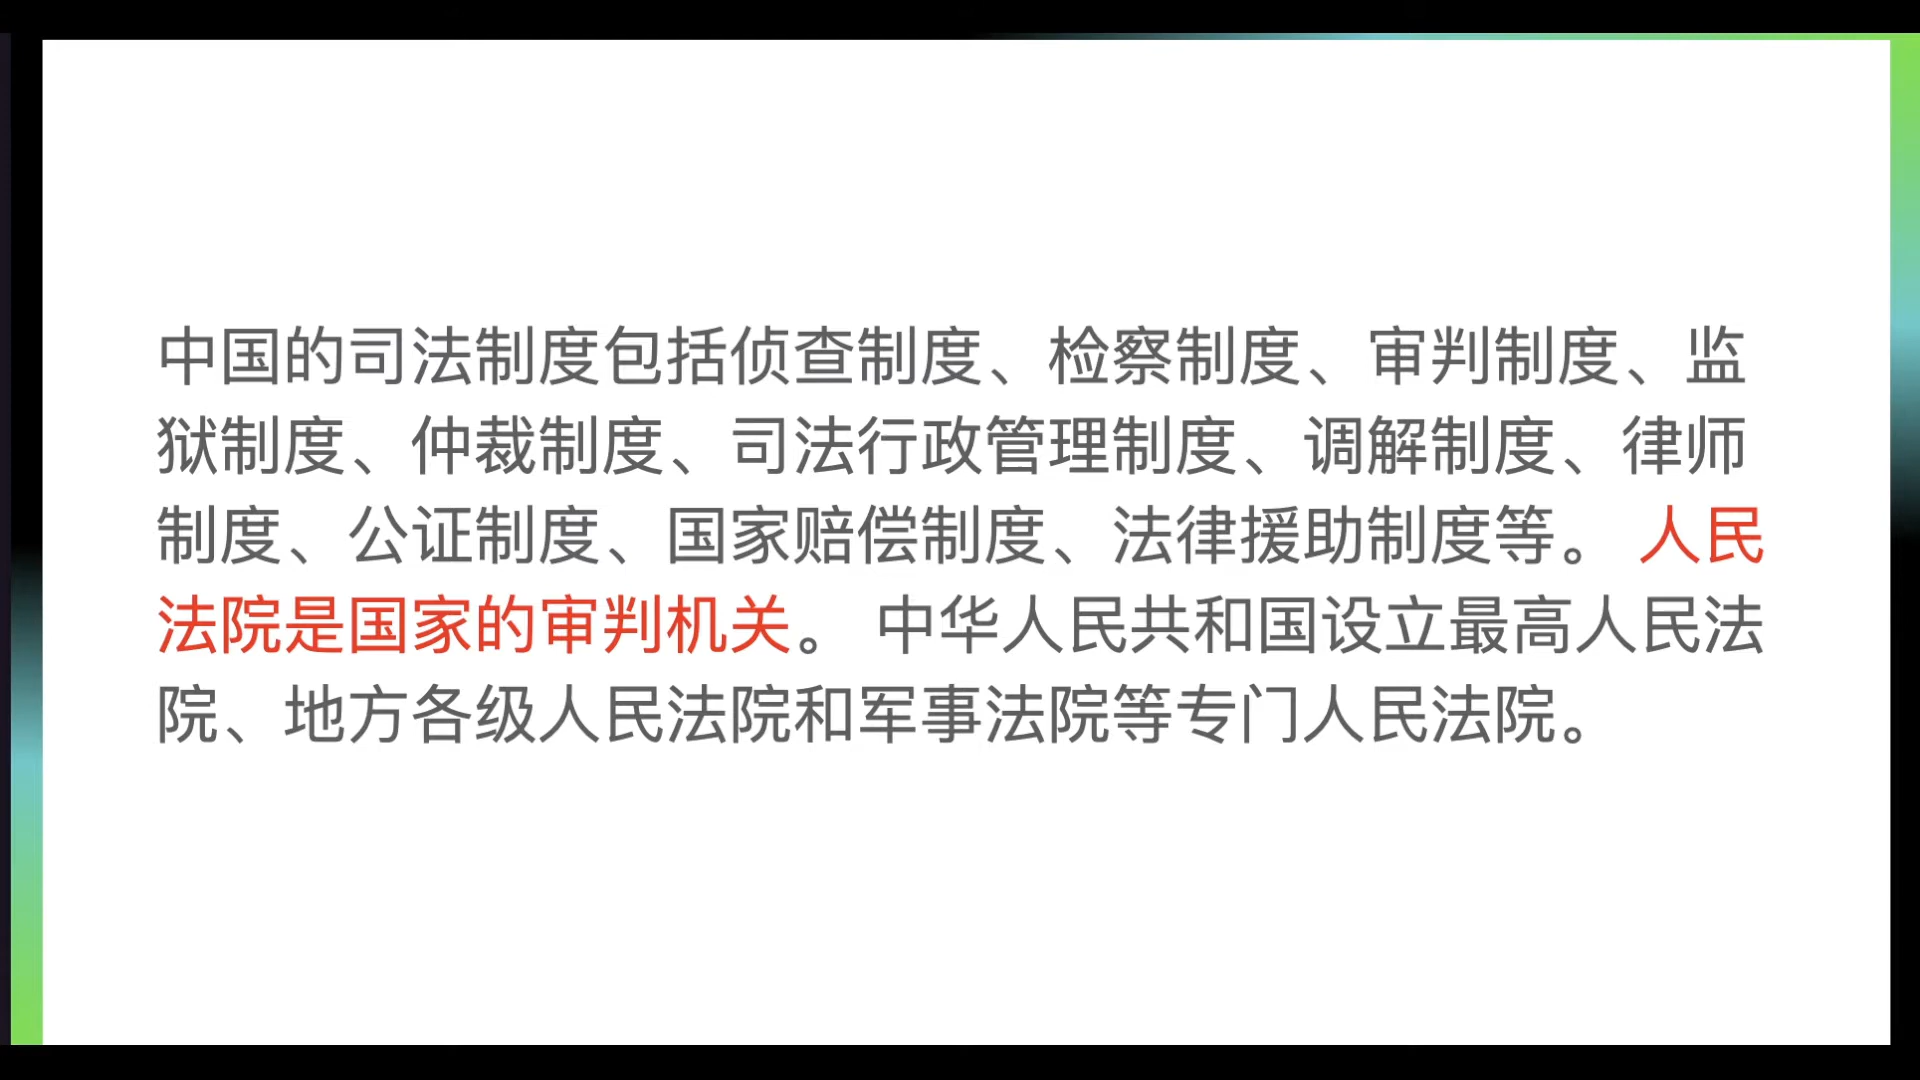 中国的司法制度包括侦查制度、检察制度、审判制度、监
狱制度、仲裁制度、司法行政管理制度、调解制度、律师
制度、公证制度、国家赔偿制度、法律援助制度等。 人民
法院是国家的审判机关。 中华人民共和国设立最高人民法
院、地方各级人民法院和军事法院等专门人民法院。